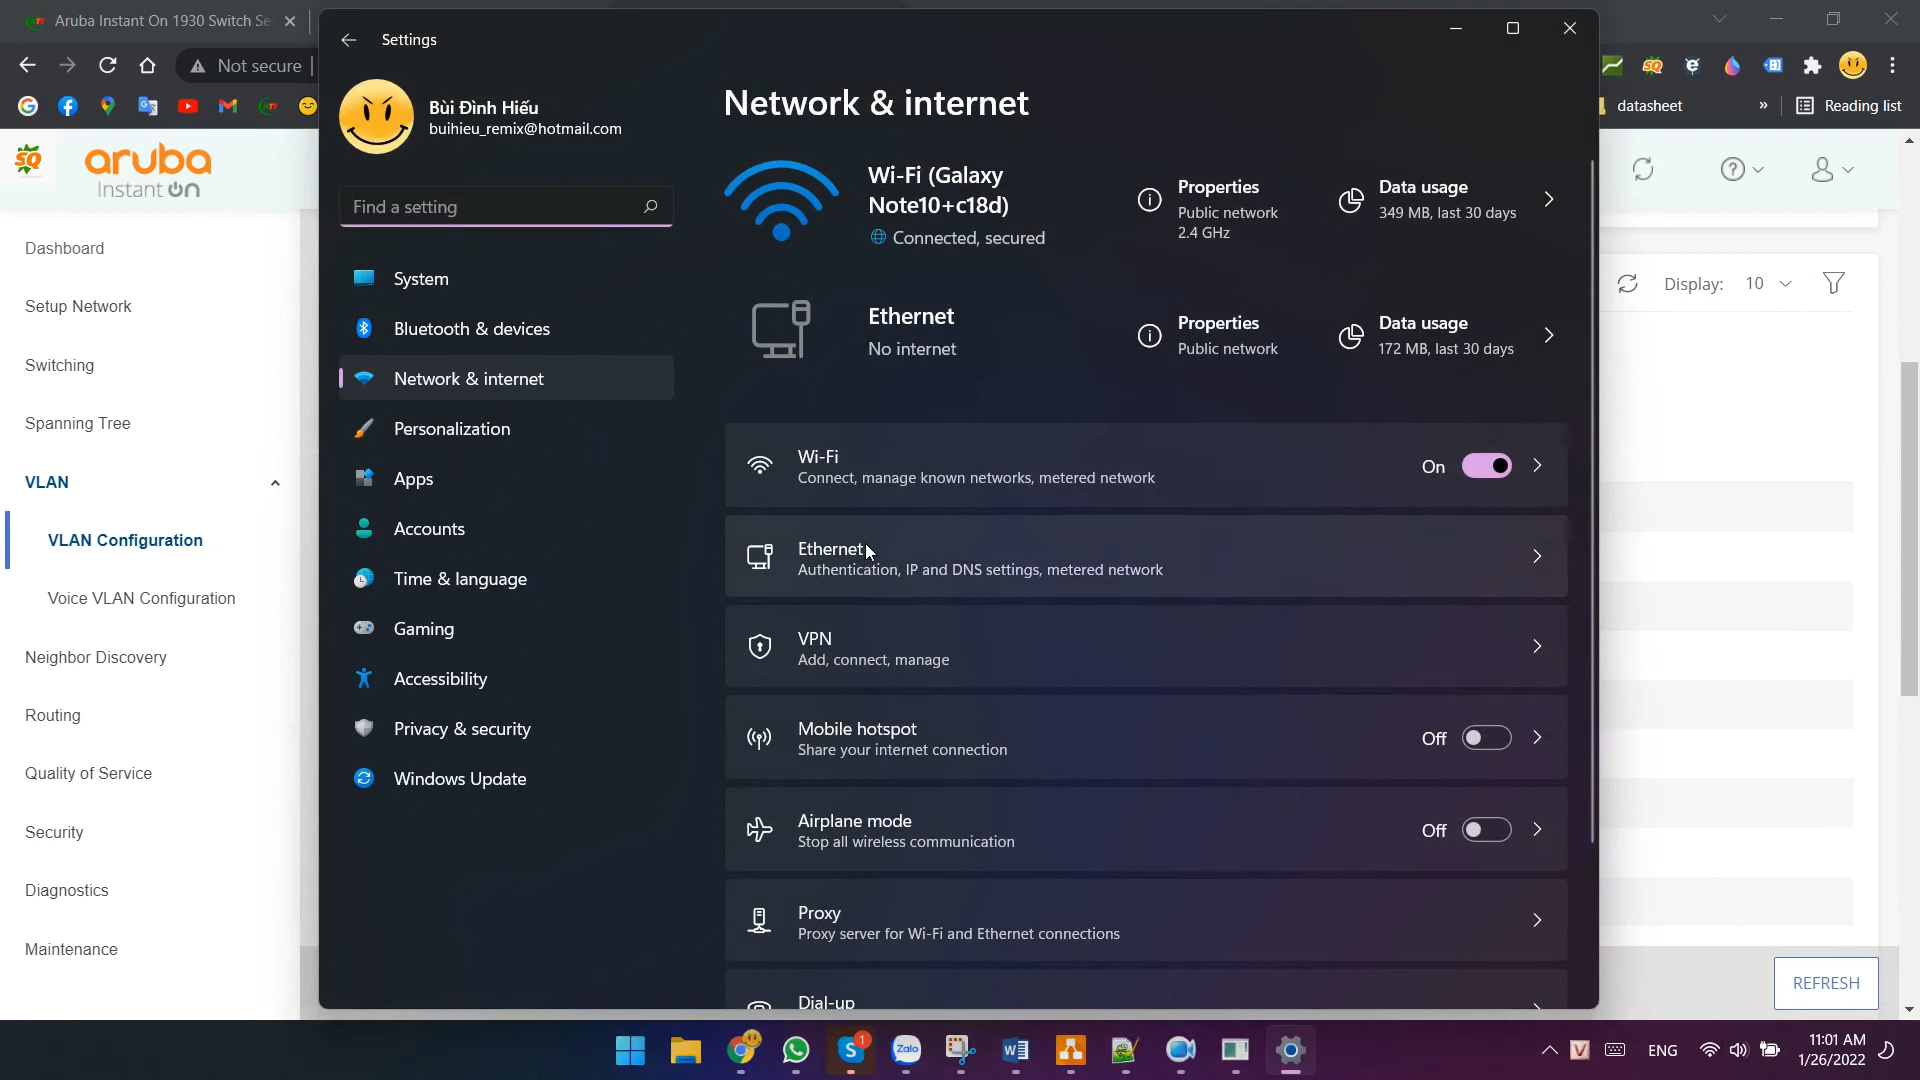 Aruba Instant On 1930 Switch Se
Not secure
datasheet
»
Reading list
SQ
aruba
instant on
Dashboard
Setup Network
Switching
Spanning Tree
VLAN
VLAN Configuration
Voice VLAN Configuration
Neighbor Discovery
Routing
Quality of Service
Security
Diagnostics
Maintenance
Settings
Bùi Đình Hiếu
buihieu_remix@hotmail.com
Find a setting
System
Bluetooth & devices
Network & internet
Personalization
Apps
Accounts
Time & language
Gaming
Accessibility
Privacy & security
Windows Update
Network & internet
Wi-Fi (Galaxy
Note10+c18d)
Connected, secured
Properties
Public network
2.4 GHz
Data usage
349 MB, last 30 days
Ethernet
No internet
Properties
Public network
Data usage
172 MB, last 30 days
Wi-Fi
Connect, manage known networks, metered network
On
Ethernet
Authentication, IP and DNS settings, metered network
VPN
Add, connect, manage
Mobile hotspot
Share your internet connection
Off
Airplane mode
Stop all wireless communication
Off
Proxy
Proxy server for Wi-Fi and Ethernet connections
Dial-up
Display: 10
REFRESH
1
Zalo
ENG
11:01 AM
1/26/2022